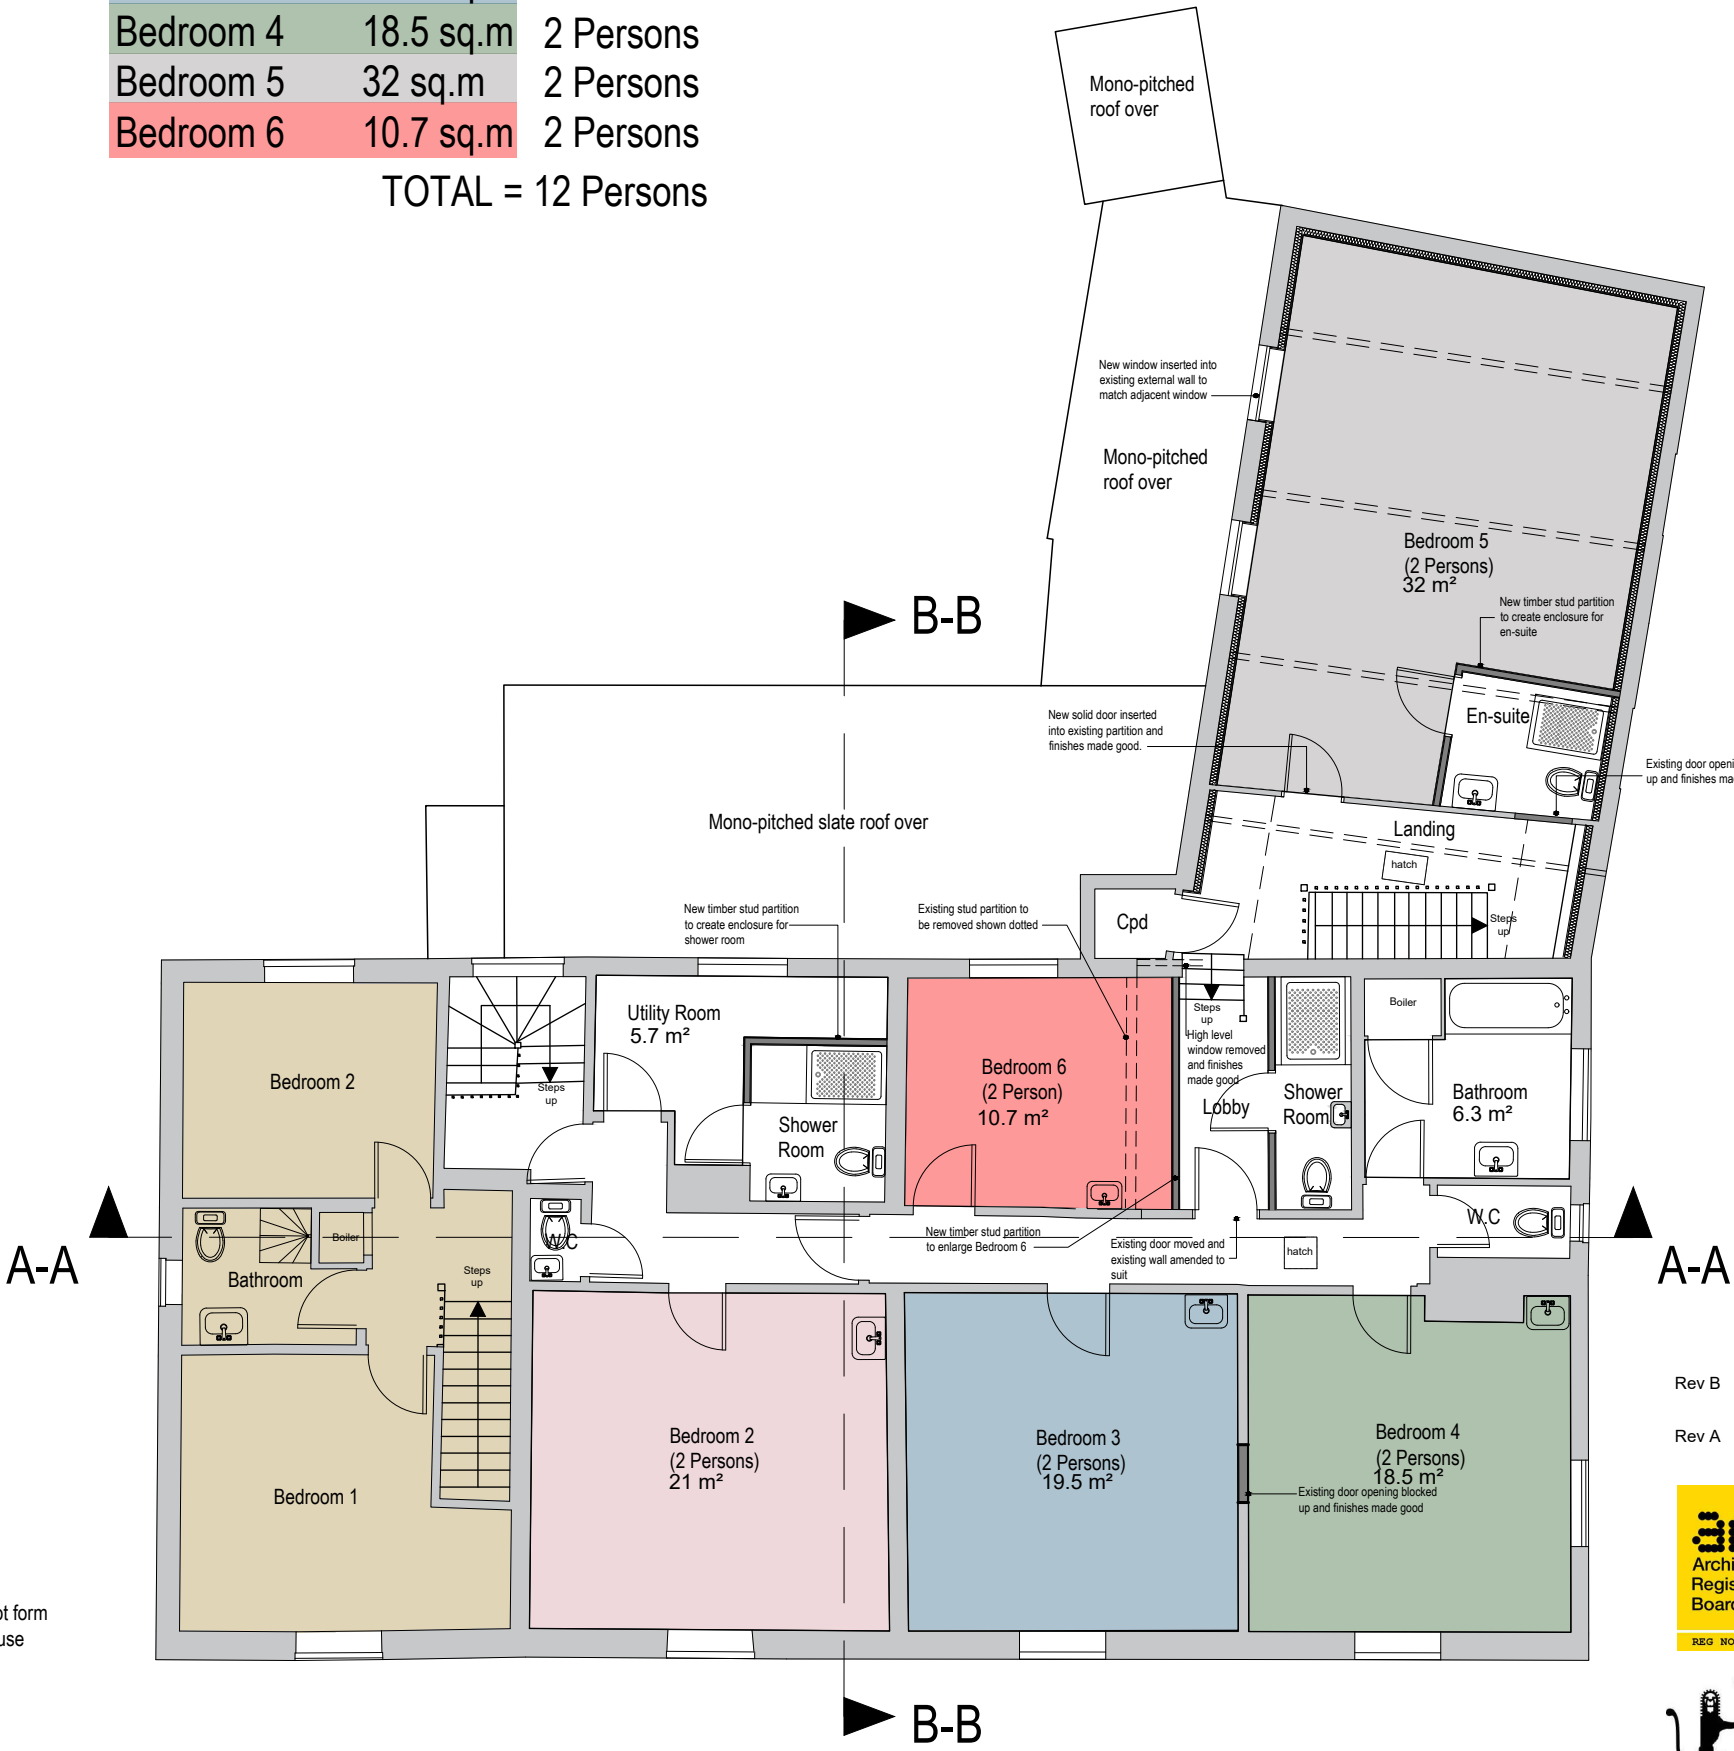 Bedroom 4 18.5 sq.m 2 Persons
Bedroom 5 32 sq.m 2 Persons
Bedroom 6 10.7 sq.m 2 Persons
TOTAL = 12 Persons
Mono-pitched
roof over
New window inserted into
existing external wall to
match adjacent window
Mono-pitched
roof over
Bedroom 5
(2 Persons)
32 m²
New timber stud partition
to create enclosure for
en-suite
B-B
En-suite
New solid door inserted
into existing partition and
finishes made good.
Existing door openi
up and finishes ma
Mono-pitched slate roof over
Landing
hatch
Steps
up
Cpd
New timber stud partition
to create enclosure for
shower room
Existing stud partition to
be removed shown dotted
Utility Room
5.7 m²
Steps
up
High level
window removed
and finishes
made good
Boiler
Bedroom 2
Steps
up
Bedroom 6
(2 Person)
10.7 m²
Lobby
Shower
Room
Bathroom
6.3 m²
Shower
Room
A-A
Boiler
W.C
W.C
New timber stud partition
to enlarge Bedroom 6
Existing door moved and
existing wall amended to
suit
hatch
A-A
Bathroom
Steps
up
Rev B
Rev A
Bedroom 2
(2 Persons)
21 m²
Bedroom 3
(2 Persons)
19.5 m²
Bedroom 4
(2 Persons)
18.5 m²
Existing door opening blocked
up and finishes made good
Bedroom 1
ot form
use
Archi
Regis
Board
REG NO
B-B